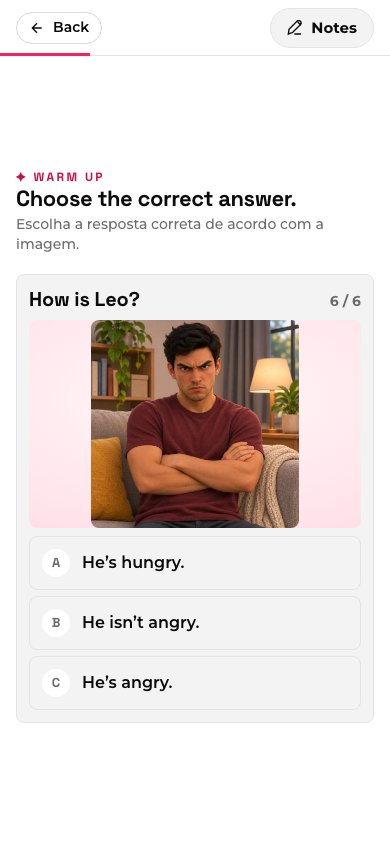 Back
Notes
WARM UP
Choose the correct answer.
Escolha a resposta correta de acordo com a
imagem.
How is Leo?
6 / 6
A He's hungry.
B He isn't angry.
C He's angry.